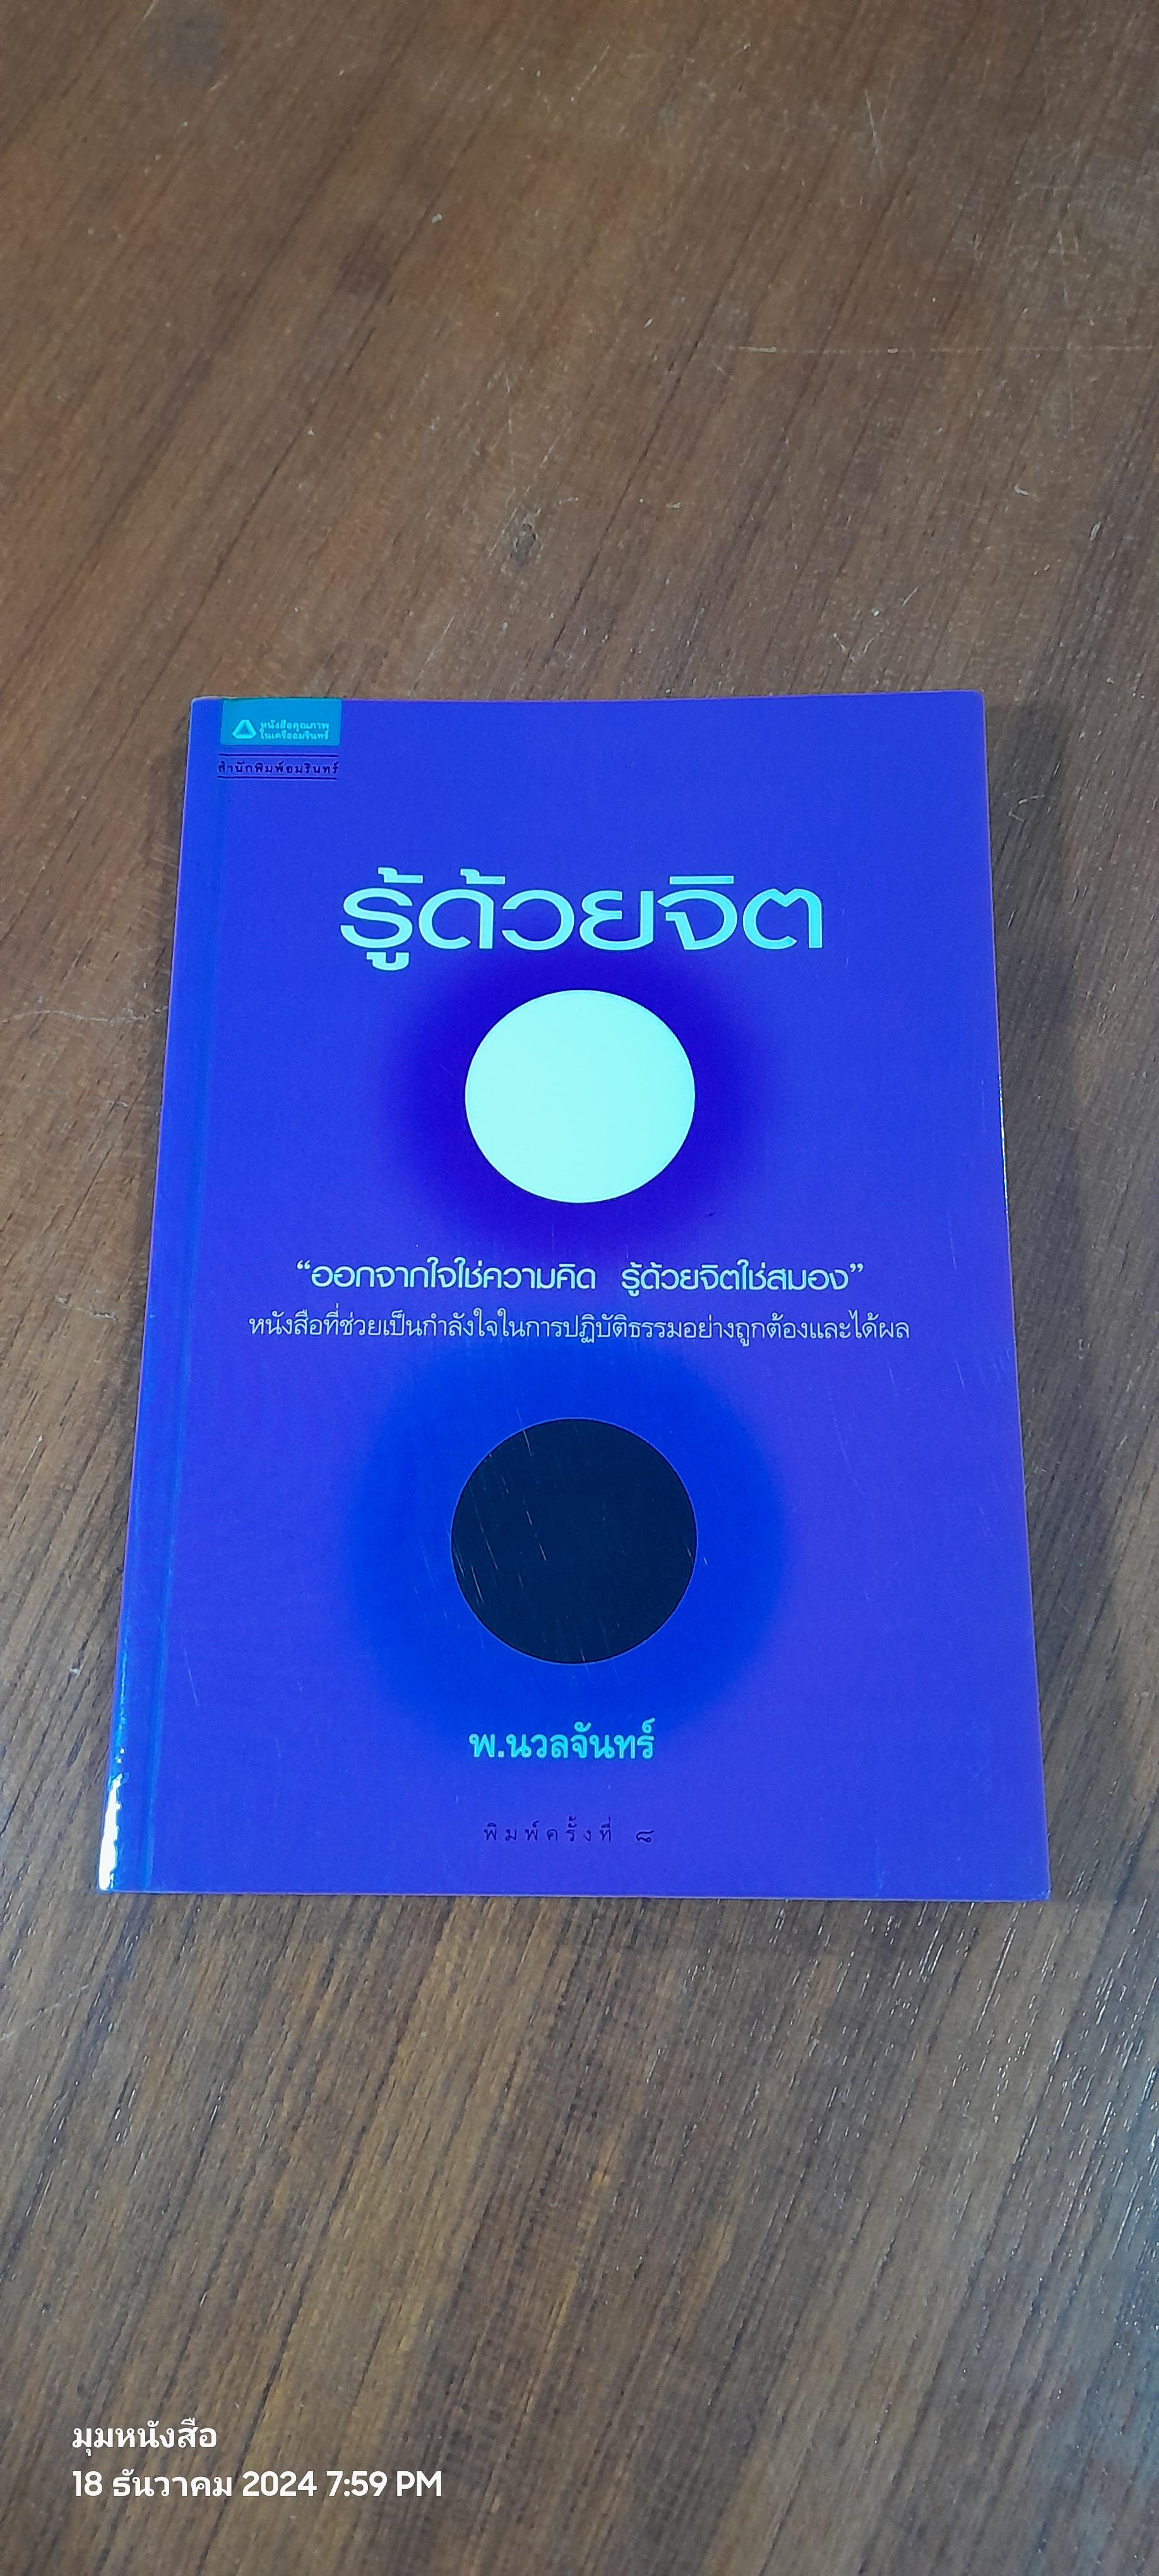 หนังสือคุณภาพ
ในเครืออมรินทร์
สำนักพิมพ์อมรินทร์
รู้ด้วยจิต
“ออกจากใจใช่ความคิด รู้ด้วยจิตใช่สมอง”
หนังสือที่ช่วยเป็นกำลังใจในการปฏิบัติธรรมอย่างถูกต้องและได้ผล
พ.นวลจันทร์
พิมพ์ครั้งที่ ๘
มุมหนังสือ
18 ธันวาคม 2024 7:59 PM